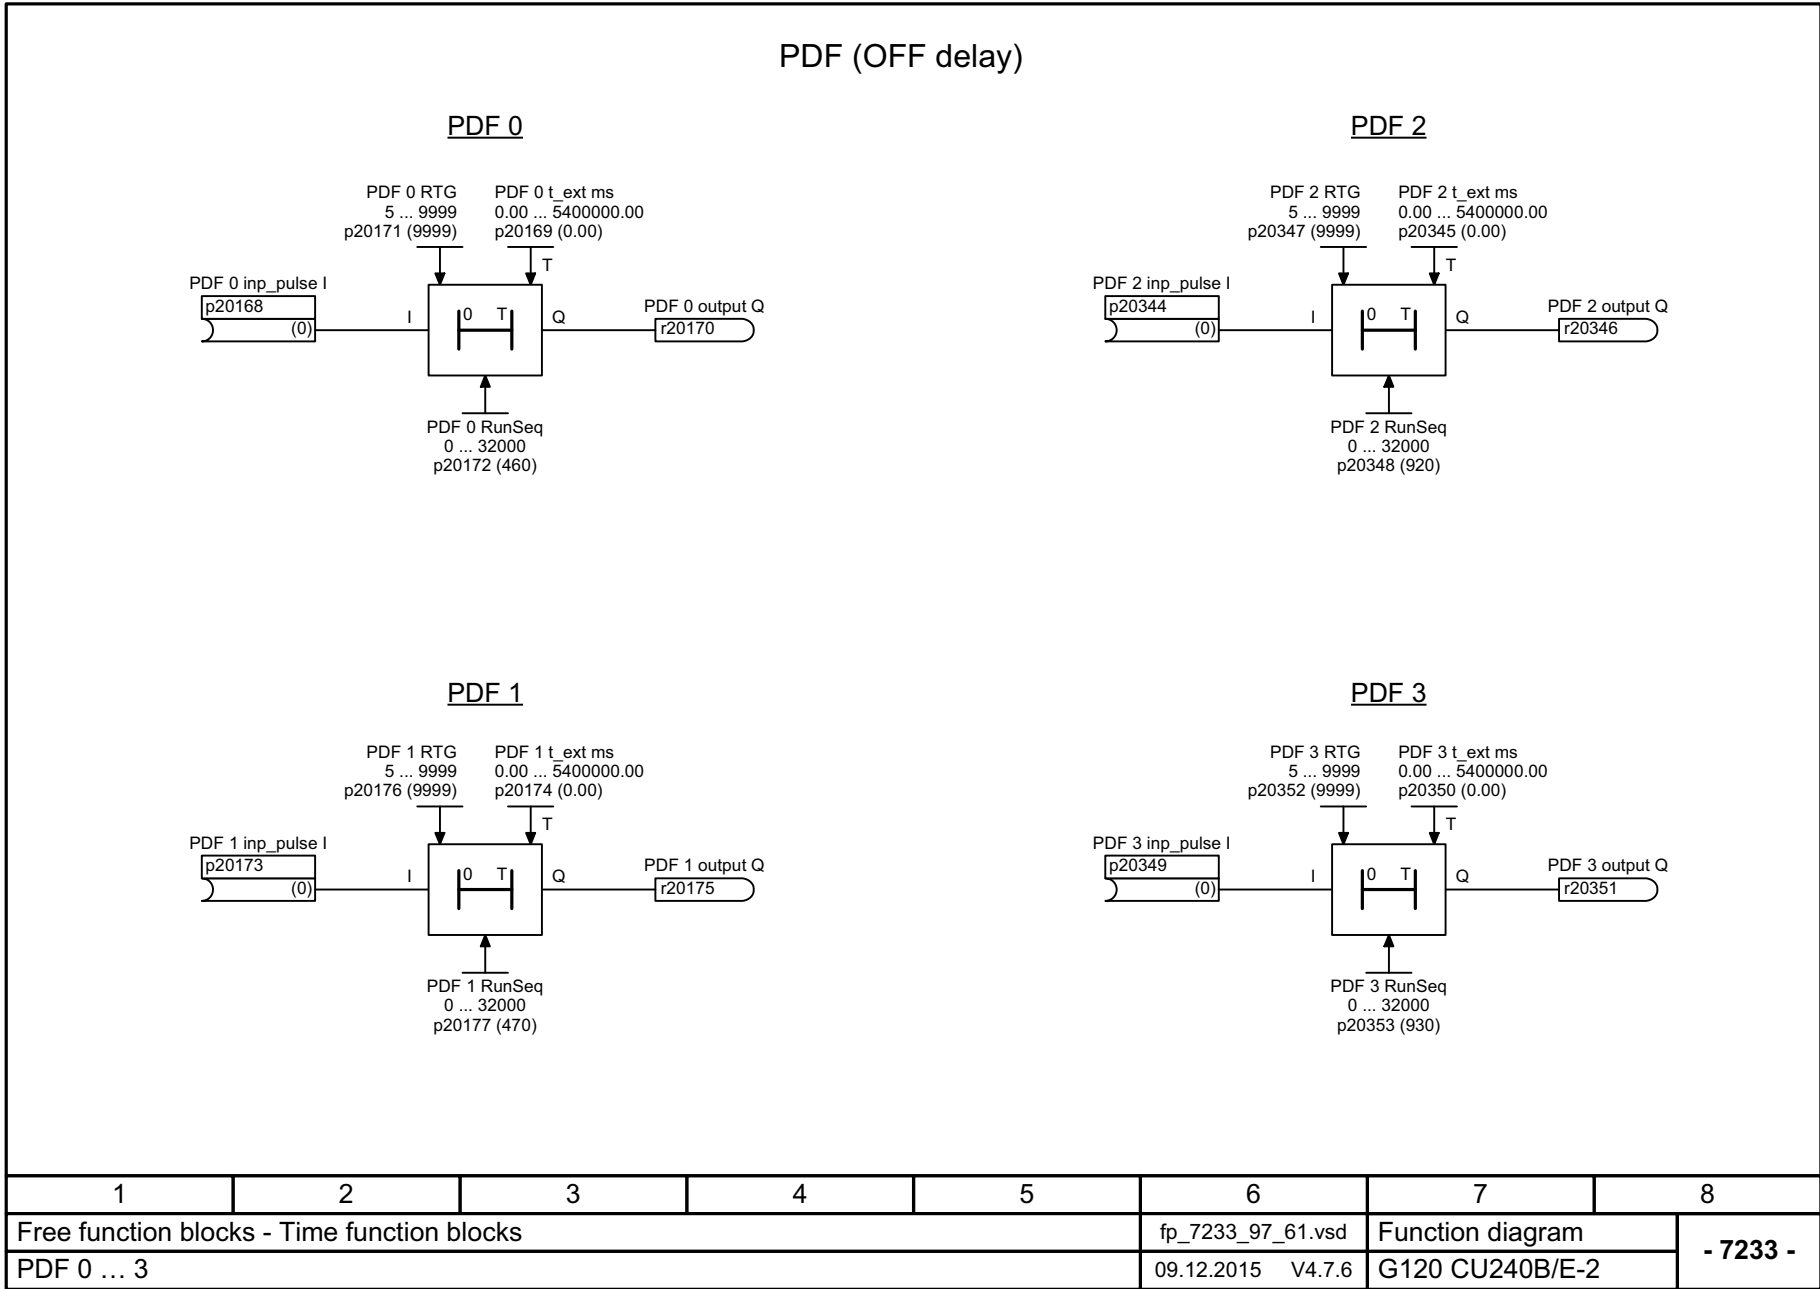 PDF (OFF delay)
PDF 0
PDF 0 RTG
5 ... 9999
p20171 (9999)
PDF 0 t_ext ms
0.00 ... 5400000.00
p20169 (0.00)
T
PDF 0 inp_pulse I
p20168
(0)
I
0 T
Q
PDF 0 output Q
r20170
PDF 0 RunSeq
0 ... 32000
p20172 (460)
PDF 2
PDF 2 RTG
5 ... 9999
p20347 (9999)
PDF 2 t_ext ms
0.00 ... 5400000.00
p20345 (0.00)
T
PDF 2 inp_pulse I
p20344
(0)
I
0 T
Q
PDF 2 output Q
r20346
PDF 2 RunSeq
0 ... 32000
p20348 (920)
PDF 1
PDF 1 RTG
5 ... 9999
p20176 (9999)
PDF 1 t_ext ms
0.00 ... 5400000.00
p20174 (0.00)
T
PDF 1 inp_pulse I
p20173
(0)
I
0 T
Q
PDF 1 output Q
r20175
PDF 1 RunSeq
0 ... 32000
p20177 (470)
PDF 3
PDF 3 RTG
5 ... 9999
p20352 (9999)
PDF 3 t_ext ms
0.00 ... 5400000.00
p20350 (0.00)
T
PDF 3 inp_pulse I
p20349
(0)
I
0 T
Q
PDF 3 output Q
r20351
PDF 3 RunSeq
0 ... 32000
p20353 (930)
1 2 3 4 5 6 7 8
Free function blocks - Time function blocks
fp_7233_97_61.vsd
Function diagram
- 7233 -
PDF 0 … 3
09.12.2015 V4.7.6
G120 CU240B/E-2